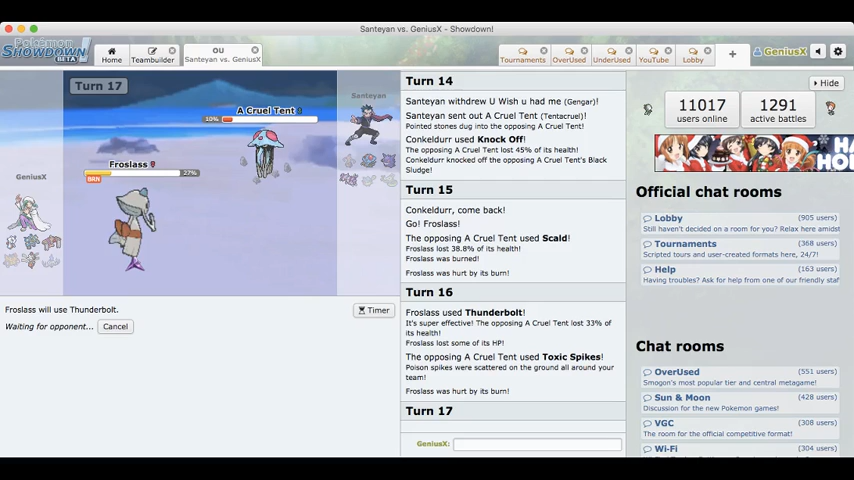 Santeyan vs. GeniusX - Showdown!
Pokémon
SHOWDOWN!
BETA
Home
Teambuilder
OU
Santeyan vs. GeniusX
Tournaments
OverUsed
UnderUsed
YouTube
Lobby
+
GeniusX
Turn 17
Santeyan
A Cruel Tent
10%
Froslass
27%
BRN
GeniusX
Froslass will use Thunderbolt.
Waiting for opponent...
Cancel
Timer
Turn 14
Santeyan withdrew U Wish u had me (Gengar)!
Santeyan sent out A Cruel Tent (Tentacruel)!
Pointed stones dug into the opposing A Cruel Tent!
Conkeldurr used Knock Off!
The opposing A Cruel Tent lost 45% of its health!
Conkeldurr knocked off the opposing A Cruel Tent's Black
Sludge!
Turn 15
Conkeldurr, come back!
Go! Froslass!
The opposing A Cruel Tent used Scald!
Froslass lost 38.8% of its health!
Froslass was burned!
Froslass was hurt by its burn!
Turn 16
Froslass used Thunderbolt!
It's super effective! The opposing A Cruel Tent lost 33% of
its health!
Froslass lost some of its HP!
The opposing A Cruel Tent used Toxic Spikes!
Poison spikes were scattered on the ground all around your
team!
Froslass was hurt by its burn!
Turn 17
GeniusX:
Hide
11017
users online
1291
active battles
HA
HO
Official chat rooms
Lobby
(905 users)
Still haven't decided on a room for you? Relax here amidst
Tournaments
(368 users)
Scripted tours and user-created formats here, 24/7!
Help
(163 users)
Having troubles? Ask for help from one of our friendly staf
Chat rooms
OverUsed
(551 users)
Smogon's most popular tier and central metagame!
Sun & Moon
(428 users)
Discussion for the new Pokemon games!
VGC
(308 users)
The room for the official competitive format!
Wi-Fi
(304 users)